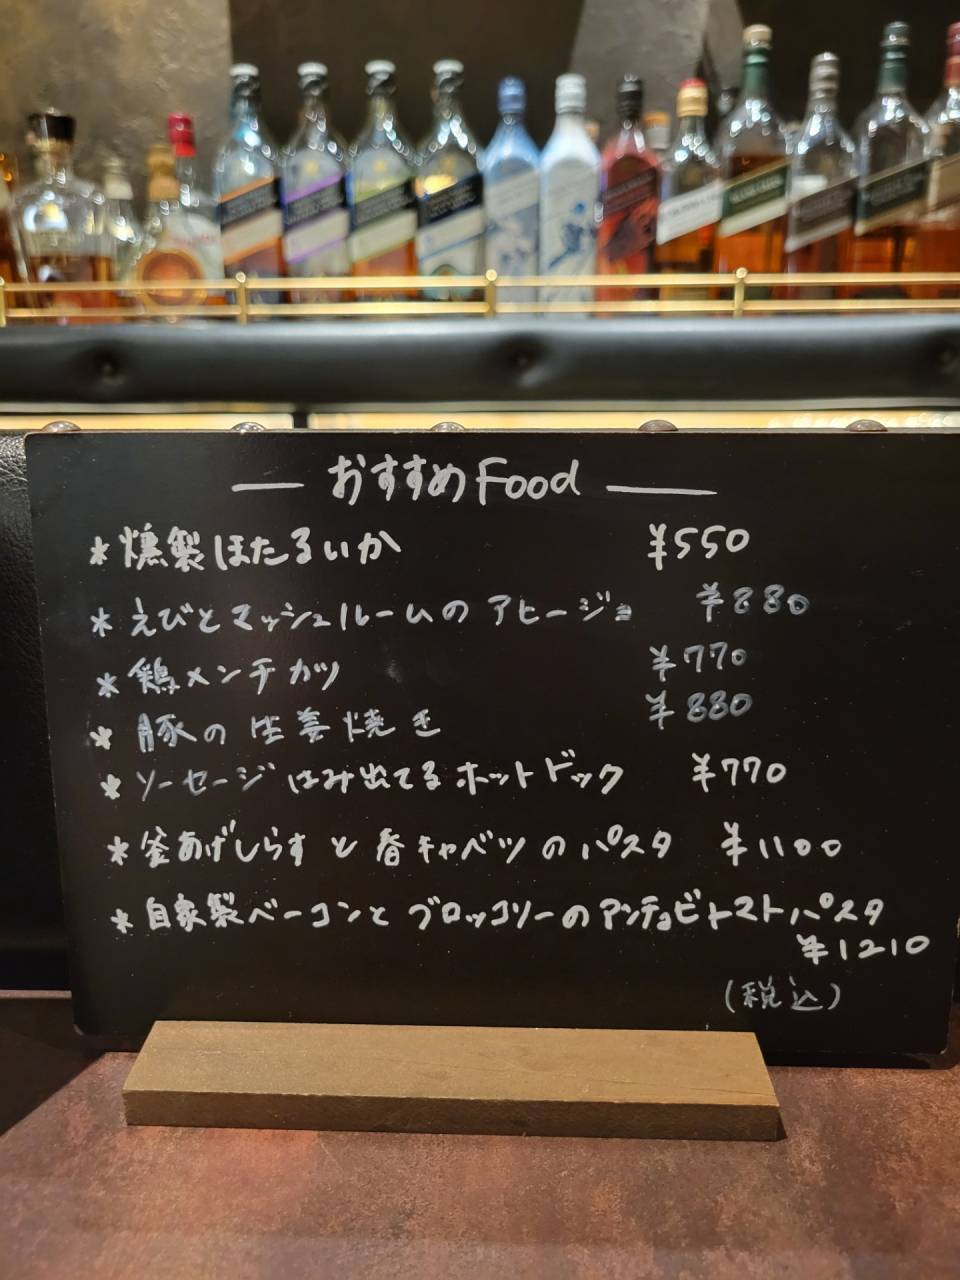 おすすめFood
* 燻製ほたるいか ¥550
* えびとマッシュルームのアヒージョ ¥880
* 鶏メンチカツ ¥770
* 豚の生姜焼き ¥880
* ソーセージはみ出てるホットドック ¥770
* 釜あげしらすと春キャベツのパスタ ¥1100
* 自家製ベーコンとブロッコリーのアンチョビトマトパスタ
¥1210
(税込)